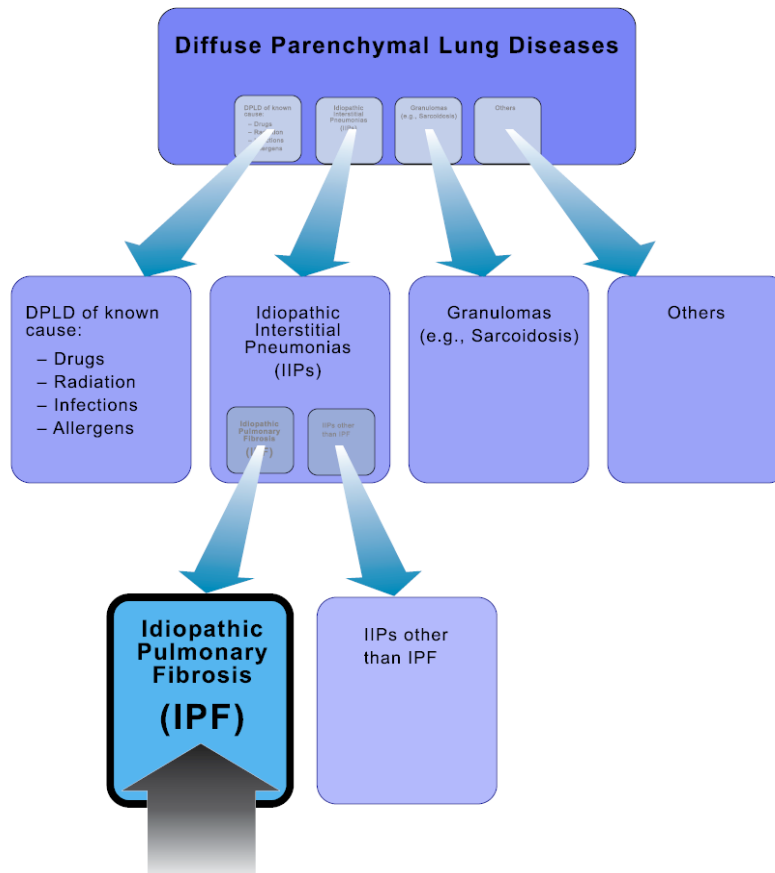 Diffuse Parenchymal Lung Diseases
DPLD of known
cause:
– Drugs
Idiopathic
Interstitial
Pneumonias
(IIPs)
Granulomas
(e.g., Sarcoidosis)
Others
DPLD of known
cause:
– Drugs
– Radiation
– Infections
– Allergens
Idiopathic
Interstitial
Pneumonias
(IIPs)
Granulomas
(e.g., Sarcoidosis)
Others
Idiopathic
Pulmonary
Fibrosis
(IPF)
IIPs other
than IPF
Idiopathic
Pulmonary
Fibrosis
(IPF)
IIPs other
than IPF